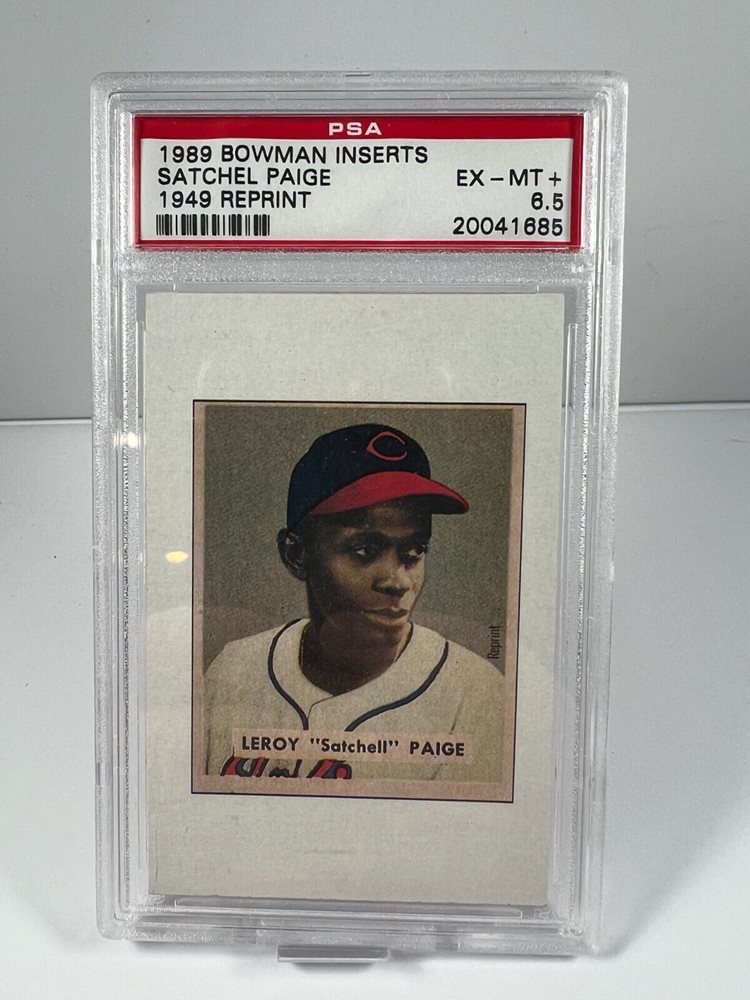 PSA
1989 BOWMAN INSERTS
SATCHEL PAIGE EX-MT+
1949 REPRINT 6.5
20041685
C
Reprint
LEROY "Satchell" PAIGE